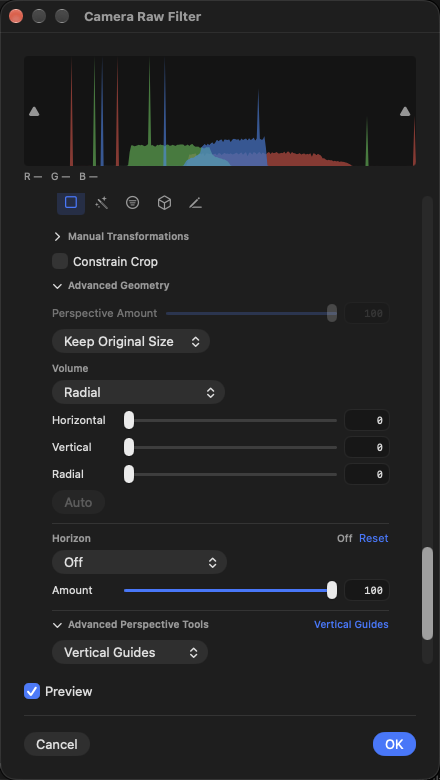 Camera Raw Filter
R — G — B —
Manual Transformations
Constrain Crop
Advanced Geometry
Perspective Amount 100
Keep Original Size
Volume
Radial
Horizontal 0
Vertical 0
Radial 0
Auto
Horizon Off Reset
Off
Amount 100
Advanced Perspective Tools Vertical Guides
Vertical Guides
Preview
Cancel OK